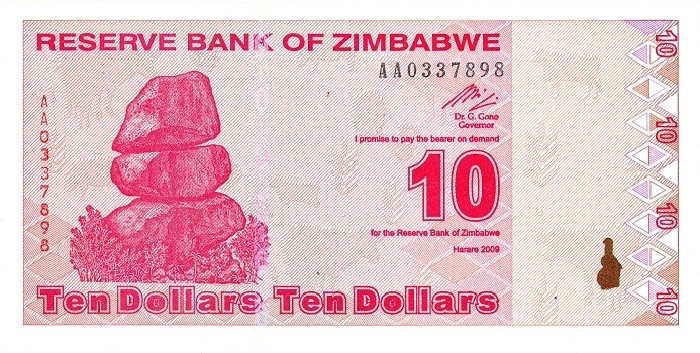 RESERVE BANK OF ZIMBABWE
AA0337898
Dr. G. Gono
Governor
I promise to pay the bearer on demand
10
for the Reserve Bank of Zimbabwe
Harare 2009
Ten Dollars Ten Dollars
AA0337898
10
10
10
10